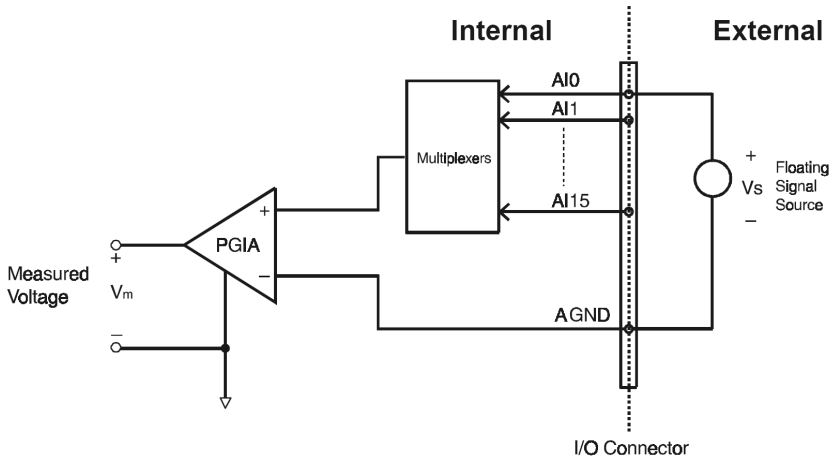 Internal
External
AI0
AI1
Multiplexers
AI15
+
Vs
−
Floating
Signal
Source
+
PGIA
−
Measured
Voltage
+
Vm
−
AGND
I/O Connector